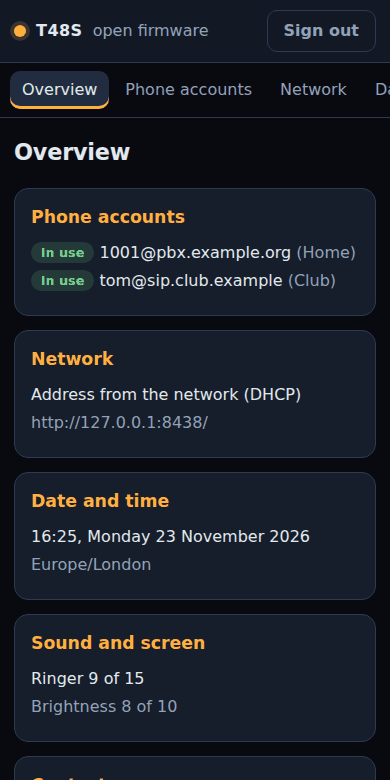 T48S open firmware Sign out
Overview Phone accounts Network
Overview
Phone accounts
In use 1001@pbx.example.org (Home)
In use tom@sip.club.example (Club)
Network
Address from the network (DHCP)
http://127.0.0.1:8438/
Date and time
16:25, Monday 23 November 2026
Europe/London
Sound and screen
Ringer 9 of 15
Brightness 8 of 10